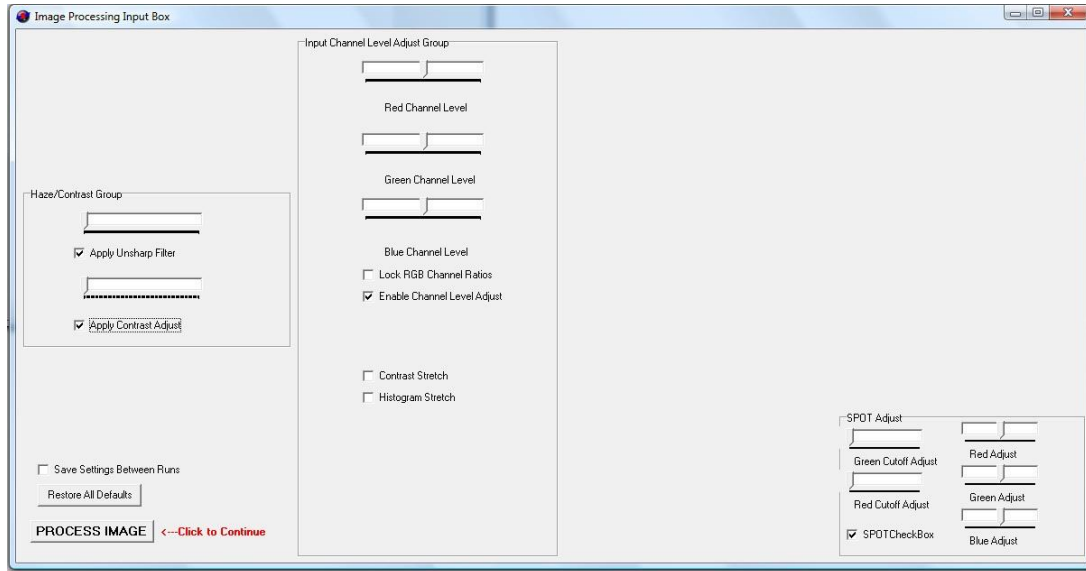 Image Processing Input Box
Input Channel Level Adjust Group
Red Channel Level
Green Channel Level
Blue Channel Level
Lock RGB Channel Ratios
Enable Channel Level Adjust
Contrast Stretch
Histogram Stretch
Haze/Contrast Group
Apply Unsharp Filter
Apply Contrast Adjust
Save Settings Between Runs
Restore All Defaults
PROCESS IMAGE <---Click to Continue
SPOT Adjust
Green Cutoff Adjust
Red Cutoff Adjust
SPOTCheckBox
Red Adjust
Green Adjust
Blue Adjust